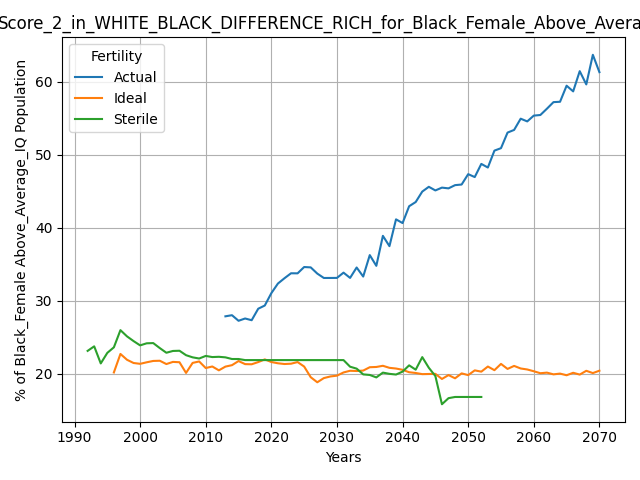 Score_2_in_WHITE_BLACK_DIFFERENCE_RICH_for_Black_Female_Above_Avera
Fertility
Actual
Ideal
Sterile
% of Black_Female Above_Average_IQ Population
60
50
40
30
20
1990 2000 2010 2020 2030 2040 2050 2060 2070
Years